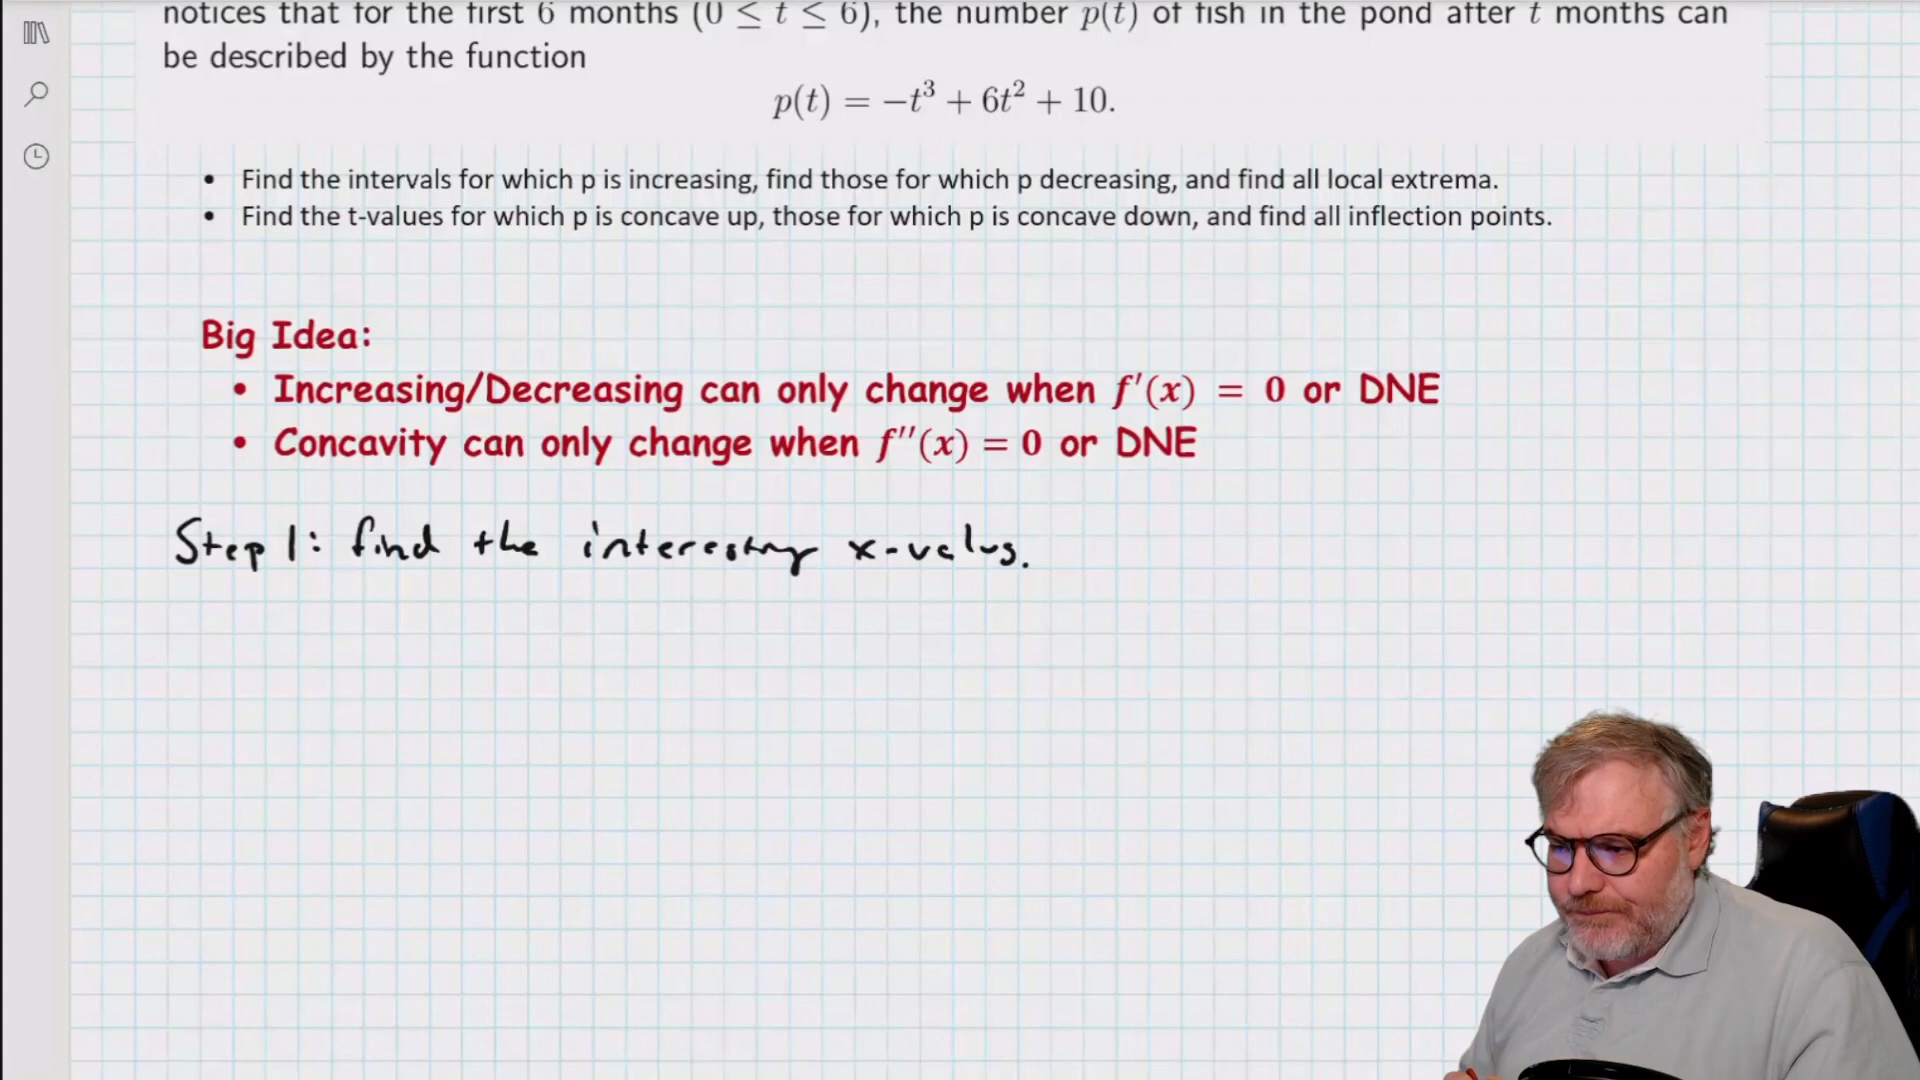 notices that for the first 6 months (0 ≤ t ≤ 6), the number p(t) of fish in the pond after t months can
be described by the function
p(t) = −t³ + 6t² + 10.
• Find the intervals for which p is increasing, find those for which p decreasing, and find all local extrema.
• Find the t-values for which p is concave up, those for which p is concave down, and find all inflection points.
Big Idea:
• Increasing/Decreasing can only change when f′(x) = 0 or DNE
• Concavity can only change when f″(x) = 0 or DNE
Step 1: find the interesting x-values.